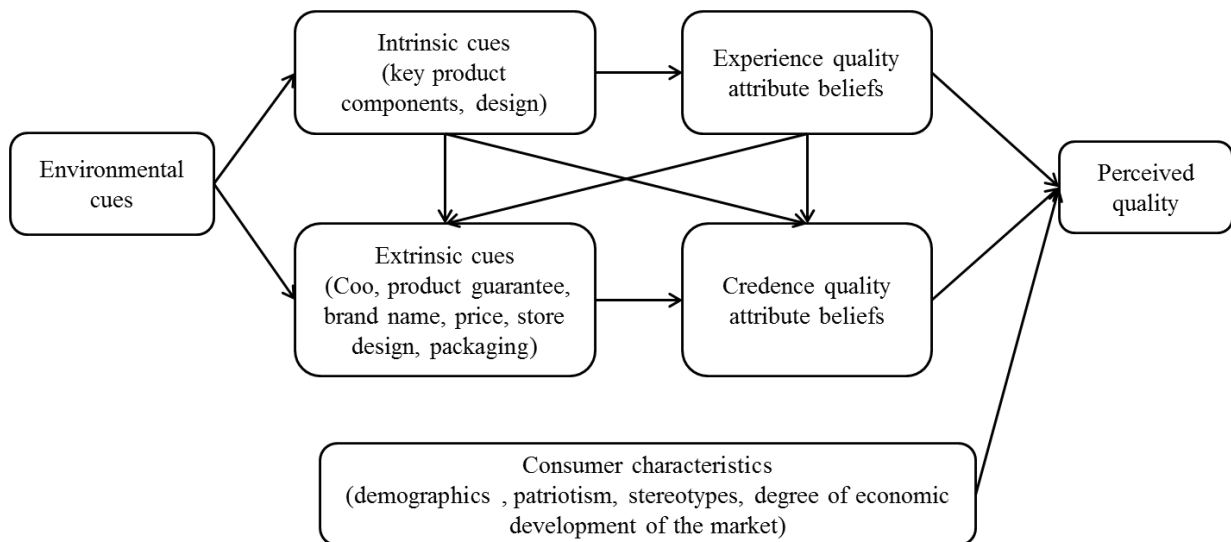 Environmental
cues
Intrinsic cues
(key product
components, design)
Experience quality
attribute beliefs
Extrinsic cues
(Coo, product guarantee,
brand name, price, store
design, packaging)
Credence quality
attribute beliefs
Perceived
quality
Consumer characteristics
(demographics , patriotism, stereotypes, degree of economic
development of the market)